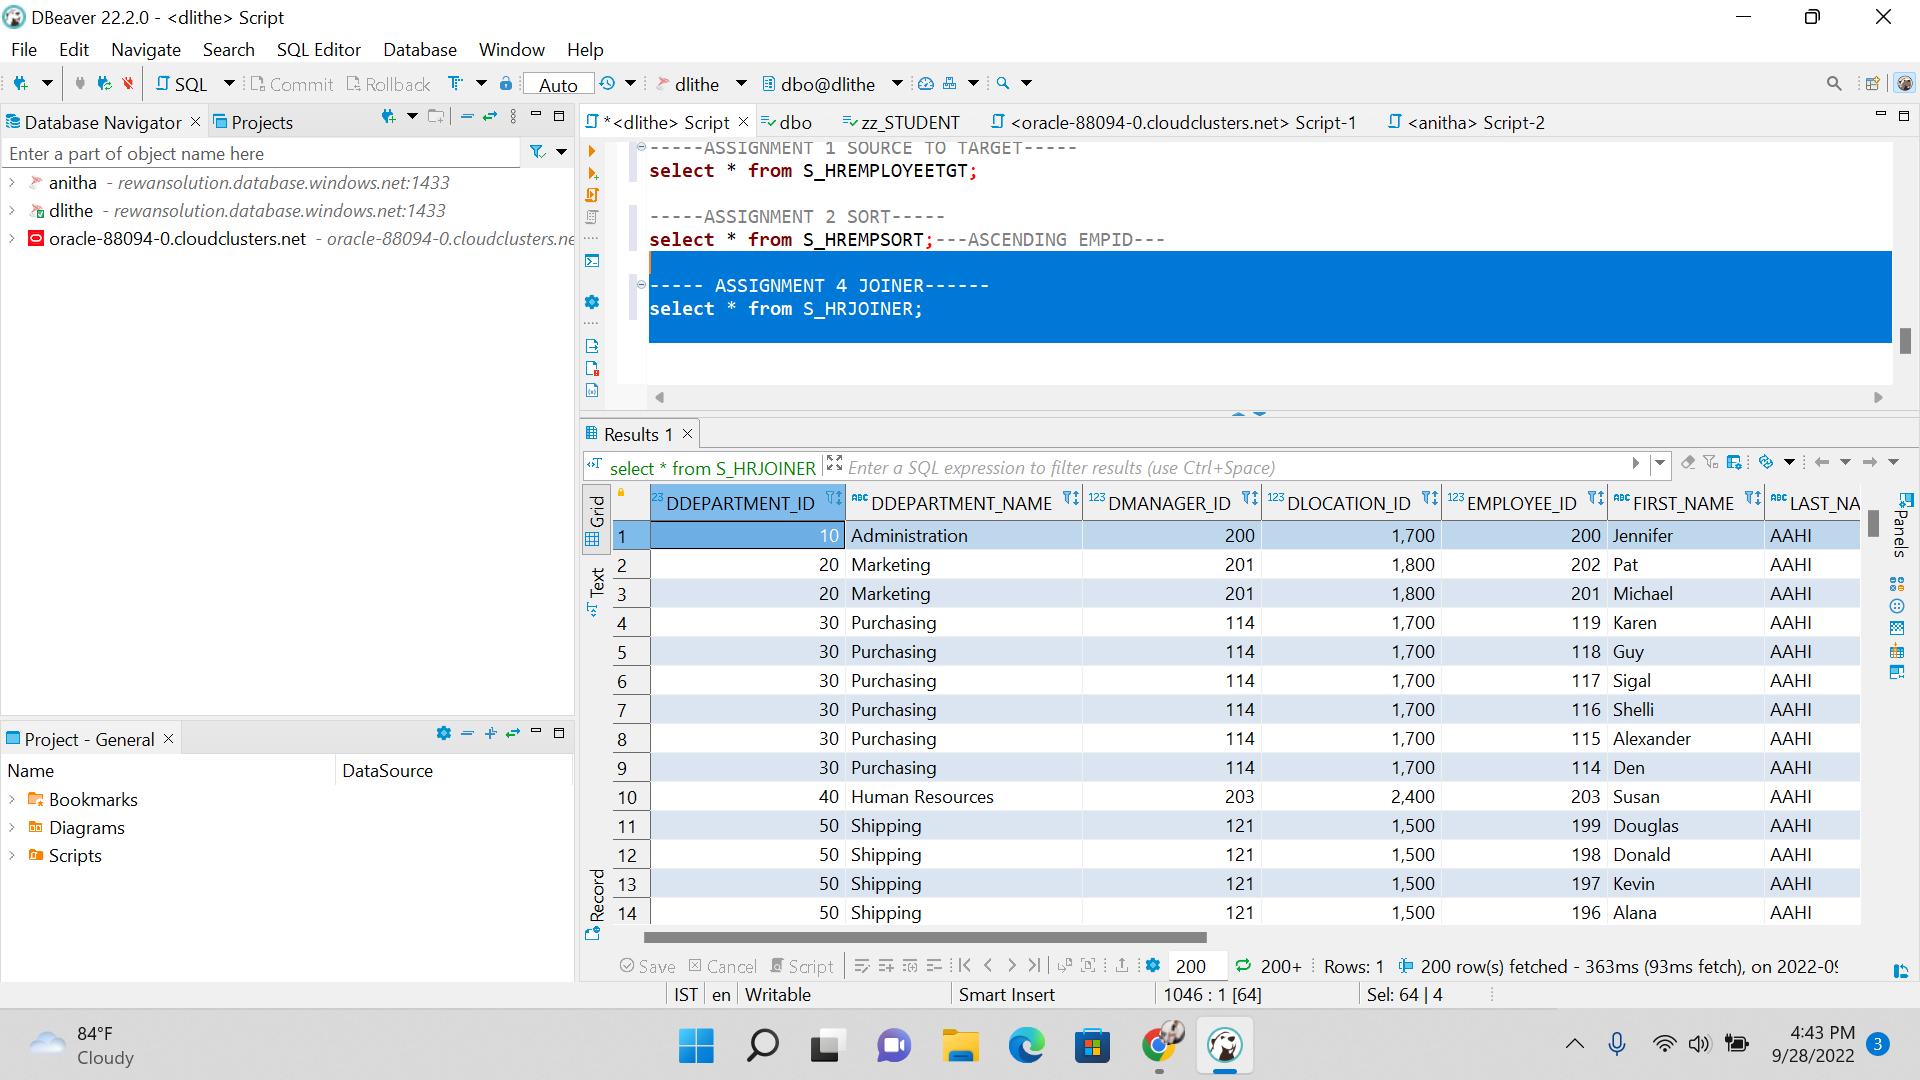 DBeaver 22.2.0 - <dlithe> Script
File Edit Navigate Search SQL Editor Database Window Help
SQL Commit Rollback Auto dlithe dbo@dlithe
Database Navigator Projects
Enter a part of object name here
anitha - rewansolution.database.windows.net:1433
dlithe - rewansolution.database.windows.net:1433
oracle-88094-0.cloudclusters.net - oracle-88094-0.cloudclusters.ne
Project - General
Name DataSource
Bookmarks
Diagrams
Scripts
*<dlithe> Script dbo zz_STUDENT <oracle-88094-0.cloudclusters.net> Script-1 <anitha> Script-2
-----ASSIGNMENT 1 SOURCE TO TARGET-----
select * from S_HREMPLOYEETGT;
-----ASSIGNMENT 2 SORT-----
select * from S_HREMPSORT;---ASCENDING EMPID---
----- ASSIGNMENT 4 JOINER------
select * from S_HRJOINER;
Results 1
select * from S_HRJOINER Enter a SQL expression to filter results (use Ctrl+Space)
Grid
Text
Record
Panels
23 DDEPARTMENT_ID ABC DDEPARTMENT_NAME 123 DMANAGER_ID 123 DLOCATION_ID 123 EMPLOYEE_ID ABC FIRST_NAME ABC LAST_NA
1 10 Administration 200 1,700 200 Jennifer AAHI
2 20 Marketing 201 1,800 202 Pat AAHI
3 20 Marketing 201 1,800 201 Michael AAHI
4 30 Purchasing 114 1,700 119 Karen AAHI
5 30 Purchasing 114 1,700 118 Guy AAHI
6 30 Purchasing 114 1,700 117 Sigal AAHI
7 30 Purchasing 114 1,700 116 Shelli AAHI
8 30 Purchasing 114 1,700 115 Alexander AAHI
9 30 Purchasing 114 1,700 114 Den AAHI
10 40 Human Resources 203 2,400 203 Susan AAHI
11 50 Shipping 121 1,500 199 Douglas AAHI
12 50 Shipping 121 1,500 198 Donald AAHI
13 50 Shipping 121 1,500 197 Kevin AAHI
14 50 Shipping 121 1,500 196 Alana AAHI
Save Cancel Script 200 200+ Rows: 1 200 row(s) fetched - 363ms (93ms fetch), on 2022-09
IST en Writable Smart Insert 1046 : 1 [64] Sel: 64 | 4
84°F
Cloudy
4:43 PM
9/28/2022
3